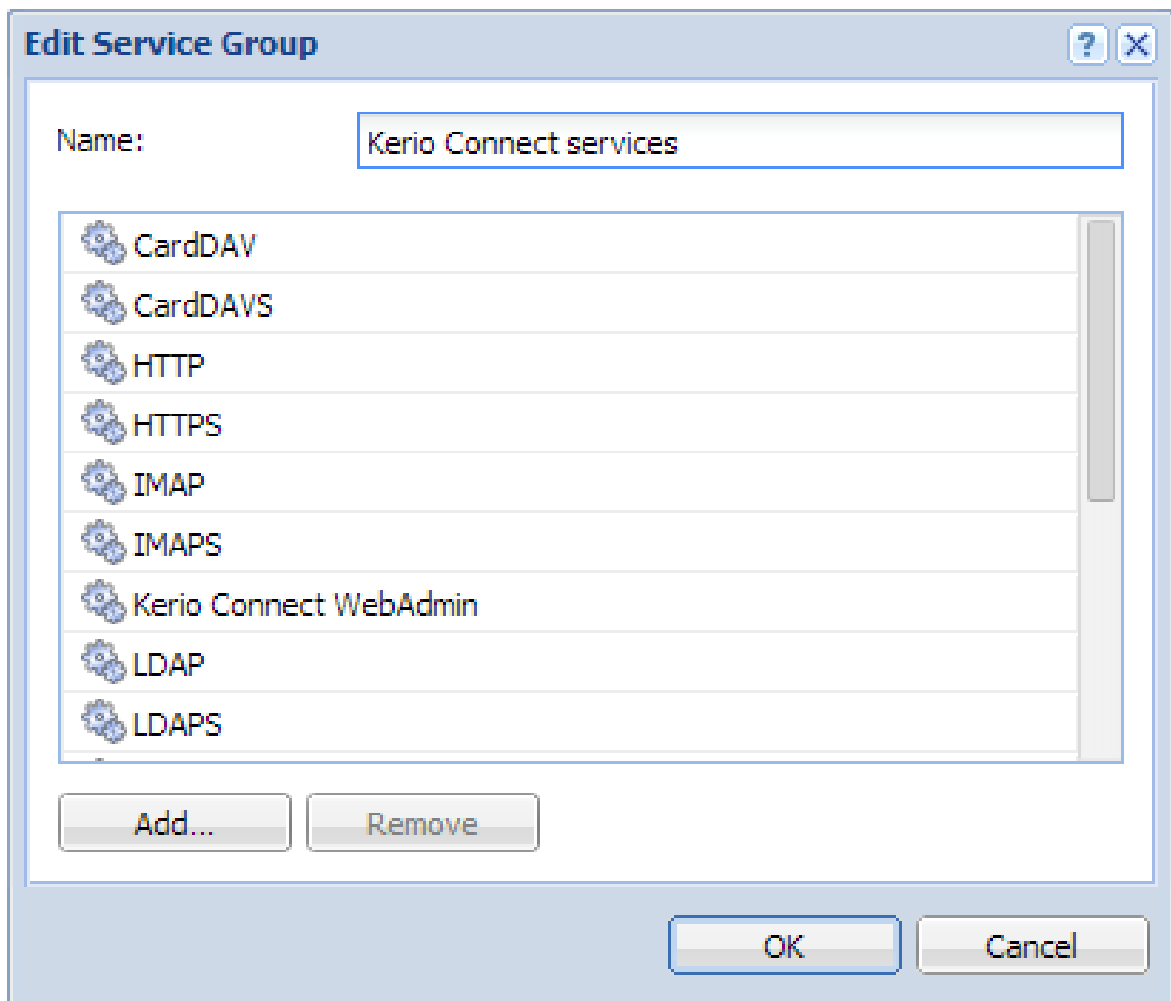 Edit Service Group
?
Name:
Kerio Connect services
CardDAV
CardDAVS
HTTP
HTTPS
IMAP
IMAPS
Kerio Connect WebAdmin
LDAP
LDAPS
Add... Remove
OK Cancel